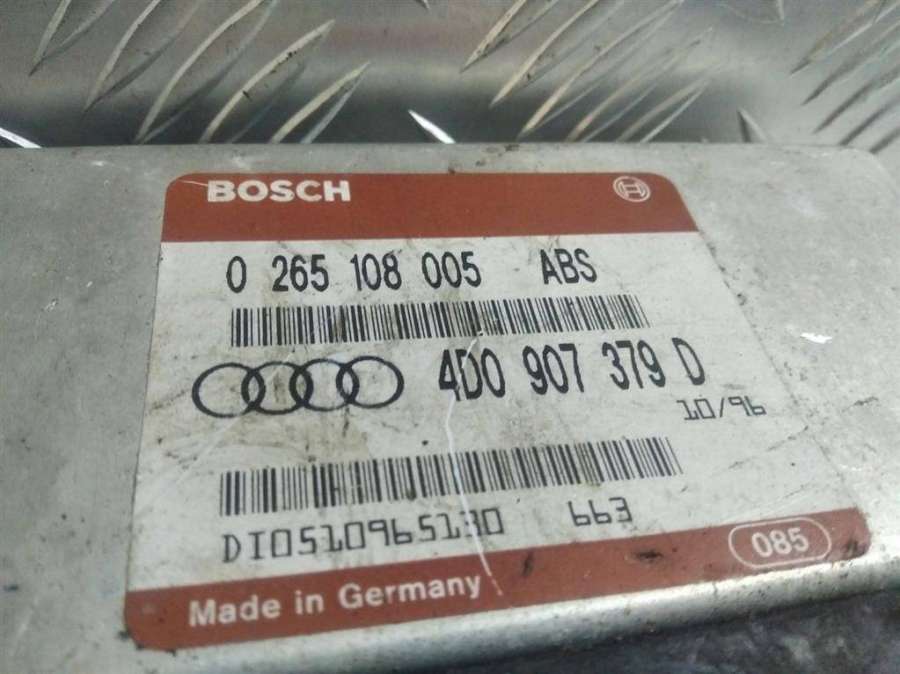 BOSCH
0 265 108 005 ABS
4D0 907 379 D
10/96
DI0510965130 663
085
Made in Germany